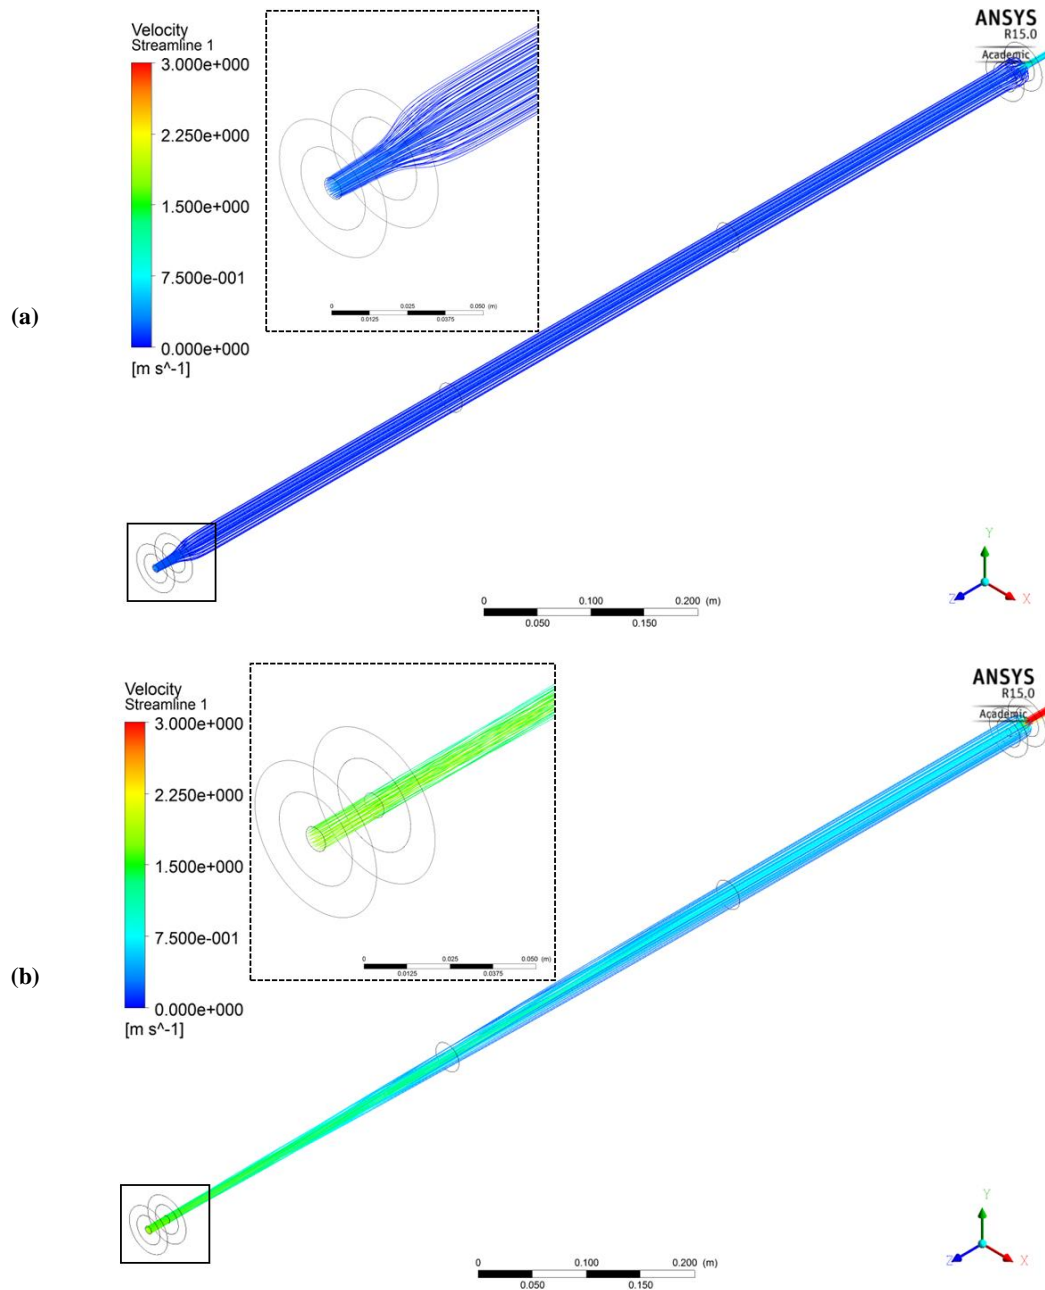 Velocity
Streamline 1
3.000e+000
2.250e+000
1.500e+000
7.500e-001
0.000e+000
[m s^-1]
(a)
0 0.025 0.050 (m)
0.0125 0.0375
ANSYS
R15.0
Academic
0 0.100 0.200 (m)
0.050 0.150
Y
Z X
Velocity
Streamline 1
3.000e+000
2.250e+000
1.500e+000
7.500e-001
0.000e+000
[m s^-1]
(b)
0 0.025 0.050 (m)
0.0125 0.0375
ANSYS
R15.0
Academic
0 0.100 0.200 (m)
0.050 0.150
Y
Z X